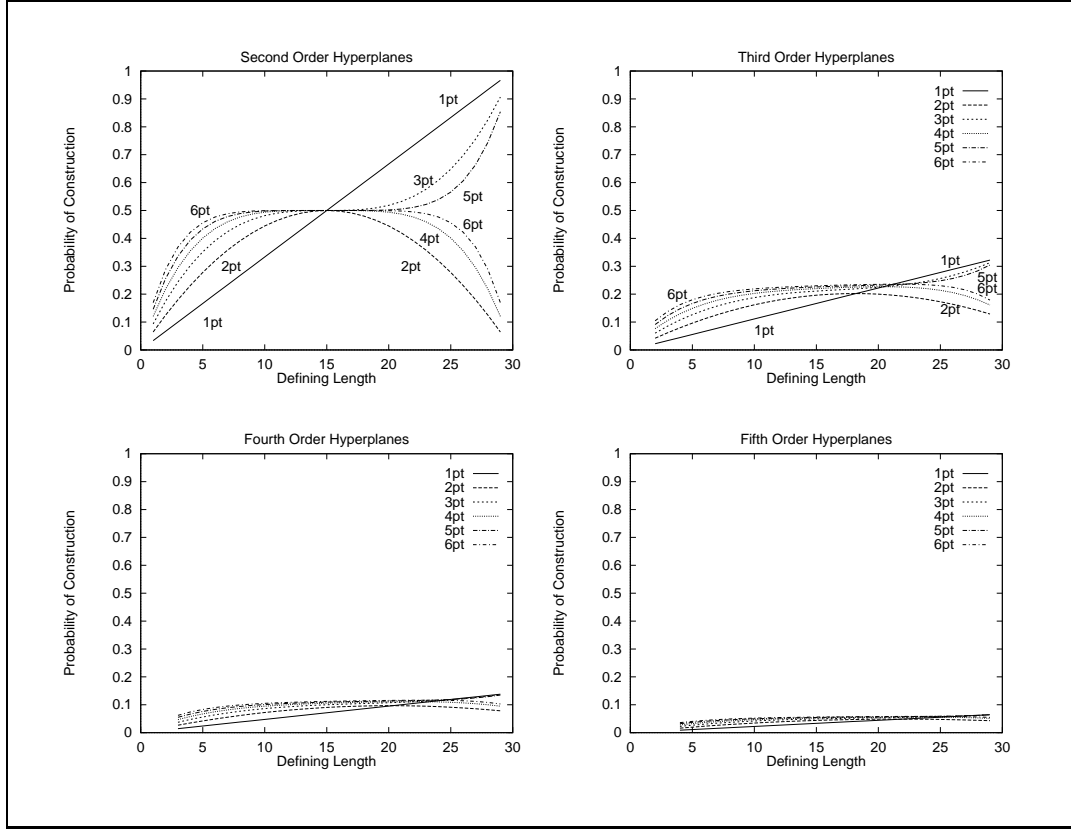 Second Order Hyperplanes
Probability of Construction
1
0.9
0.8
0.7
0.6
0.5
0.4
0.3
0.2
0.1
0
0 5 10 15 20 25 30
Defining Length
1pt
3pt
5pt
6pt
6pt
4pt
2pt
2pt
1pt
Third Order Hyperplanes
Probability of Construction
1
0.9
0.8
0.7
0.6
0.5
0.4
0.3
0.2
0.1
0
0 5 10 15 20 25 30
Defining Length
1pt
2pt
3pt
4pt
5pt
6pt
1pt
5pt
6pt
6pt
2pt
1pt
Fourth Order Hyperplanes
Probability of Construction
1
0.9
0.8
0.7
0.6
0.5
0.4
0.3
0.2
0.1
0
0 5 10 15 20 25 30
Defining Length
1pt
2pt
3pt
4pt
5pt
6pt
Fifth Order Hyperplanes
Probability of Construction
1
0.9
0.8
0.7
0.6
0.5
0.4
0.3
0.2
0.1
0
0 5 10 15 20 25 30
Defining Length
1pt
2pt
3pt
4pt
5pt
6pt